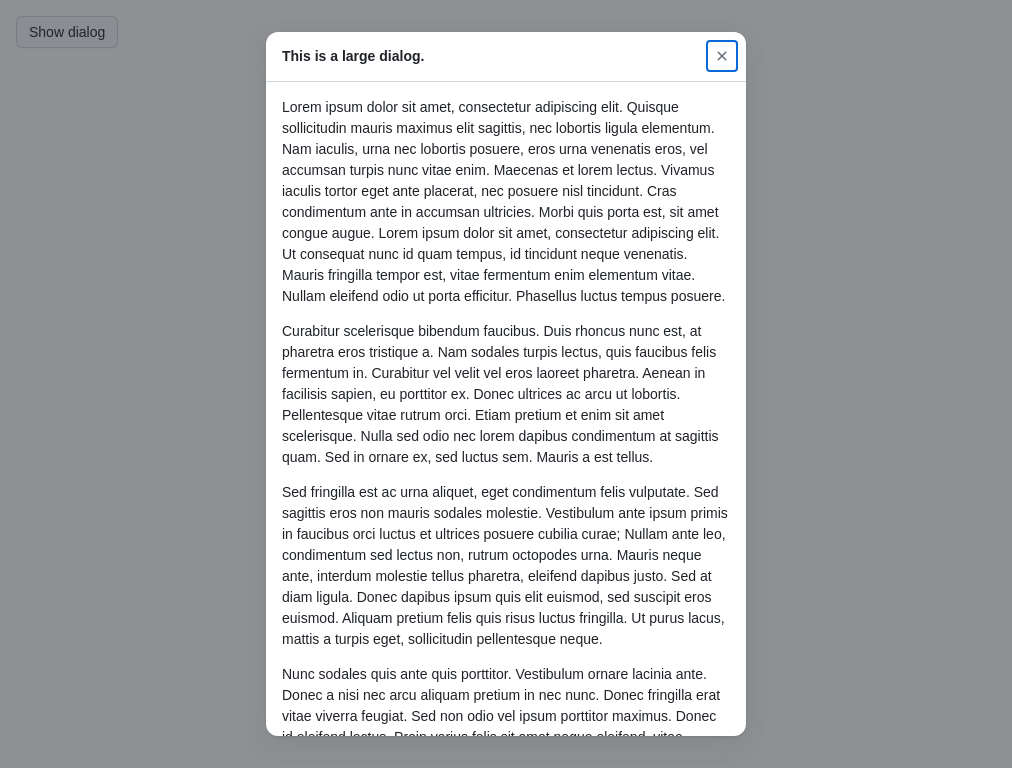 Show dialog
This is a large dialog.
Lorem ipsum dolor sit amet, consectetur adipiscing elit. Quisque
sollicitudin mauris maximus elit sagittis, nec lobortis ligula elementum.
Nam iaculis, urna nec lobortis posuere, eros urna venenatis eros, vel
accumsan turpis nunc vitae enim. Maecenas et lorem lectus. Vivamus
iaculis tortor eget ante placerat, nec posuere nisl tincidunt. Cras
condimentum ante in accumsan ultricies. Morbi quis porta est, sit amet
congue augue. Lorem ipsum dolor sit amet, consectetur adipiscing elit.
Ut consequat nunc id quam tempus, id tincidunt neque venenatis.
Mauris fringilla tempor est, vitae fermentum enim elementum vitae.
Nullam eleifend odio ut porta efficitur. Phasellus luctus tempus posuere.
Curabitur scelerisque bibendum faucibus. Duis rhoncus nunc est, at
pharetra eros tristique a. Nam sodales turpis lectus, quis faucibus felis
fermentum in. Curabitur vel velit vel eros laoreet pharetra. Aenean in
facilisis sapien, eu porttitor ex. Donec ultrices ac arcu ut lobortis.
Pellentesque vitae rutrum orci. Etiam pretium et enim sit amet
scelerisque. Nulla sed odio nec lorem dapibus condimentum at sagittis
quam. Sed in ornare ex, sed luctus sem. Mauris a est tellus.
Sed fringilla est ac urna aliquet, eget condimentum felis vulputate. Sed
sagittis eros non mauris sodales molestie. Vestibulum ante ipsum primis
in faucibus orci luctus et ultrices posuere cubilia curae; Nullam ante leo,
condimentum sed lectus non, rutrum octopodes urna. Mauris neque
ante, interdum molestie tellus pharetra, eleifend dapibus justo. Sed at
diam ligula. Donec dapibus ipsum quis elit euismod, sed suscipit eros
euismod. Aliquam pretium felis quis risus luctus fringilla. Ut purus lacus,
mattis a turpis eget, sollicitudin pellentesque neque.
Nunc sodales quis ante quis porttitor. Vestibulum ornare lacinia ante.
Donec a nisi nec arcu aliquam pretium in nec nunc. Donec fringilla erat
vitae viverra feugiat. Sed non odio vel ipsum porttitor maximus. Donec
id eleifend lectus. Proin varius felis sit amet neque eleifend, vitae